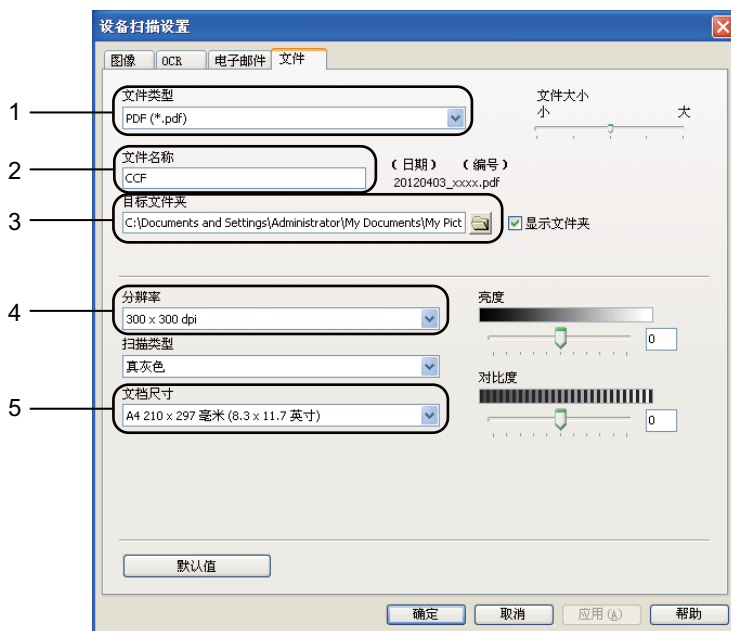 设备扫描设置
图像 OCR 电子邮件 文件
1
文件类型
PDF (*.pdf)
文件大小
小 大
2
文件名称
CCF
(日期) (编号)
20120403_xxxx.pdf
3
目标文件夹
C:\Documents and Settings\Administrator\My Documents\My Pict
显示文件夹
4
分辨率
300 x 300 dpi
亮度
0
扫描类型
真灰色
对比度
0
5
文档尺寸
A4 210 x 297 毫米 (8.3 x 11.7 英寸)
默认值
确定 取消 应用(A) 帮助